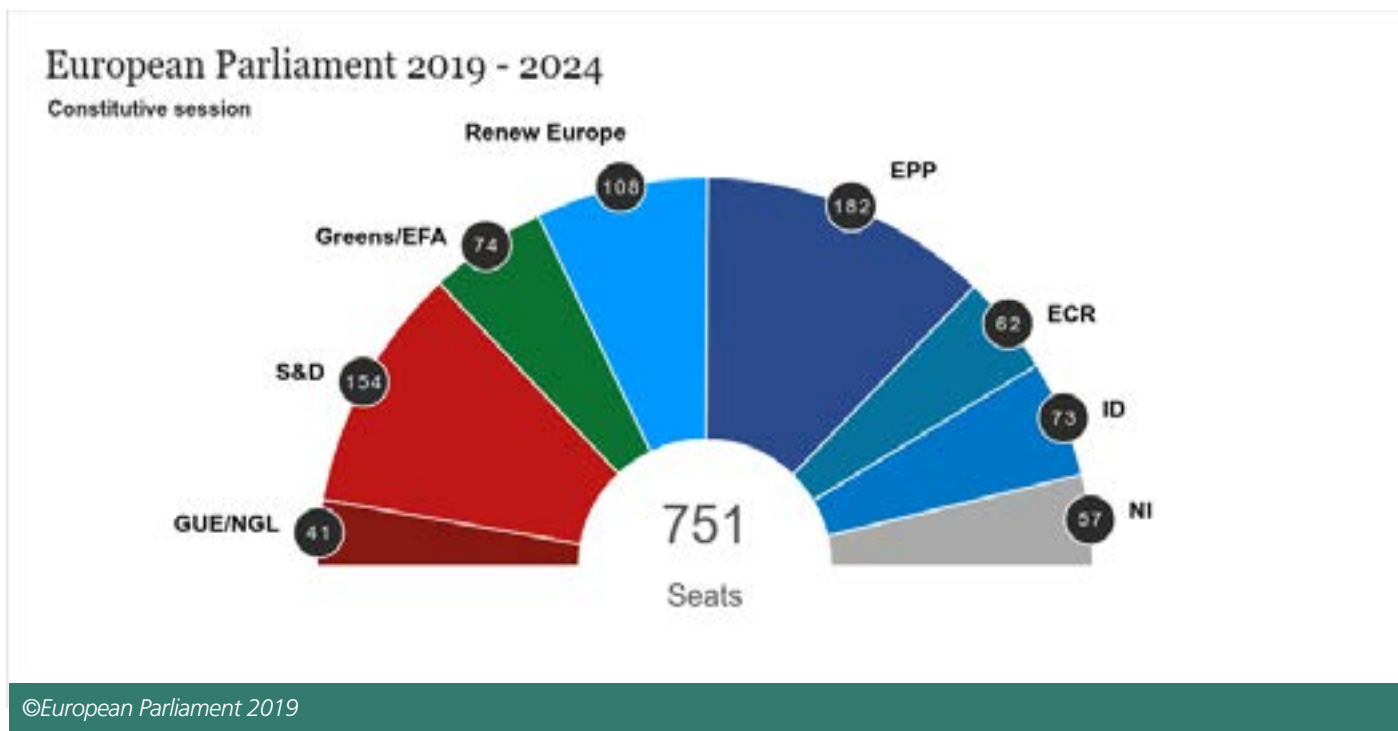 European Parliament 2019 - 2024
Constitutive session
Renew Europe
108
EPP
182
Greens/EFA
74
ECR
62
S&D
154
ID
73
GUE/NGL
41
NI
57
751
Seats
©European Parliament 2019